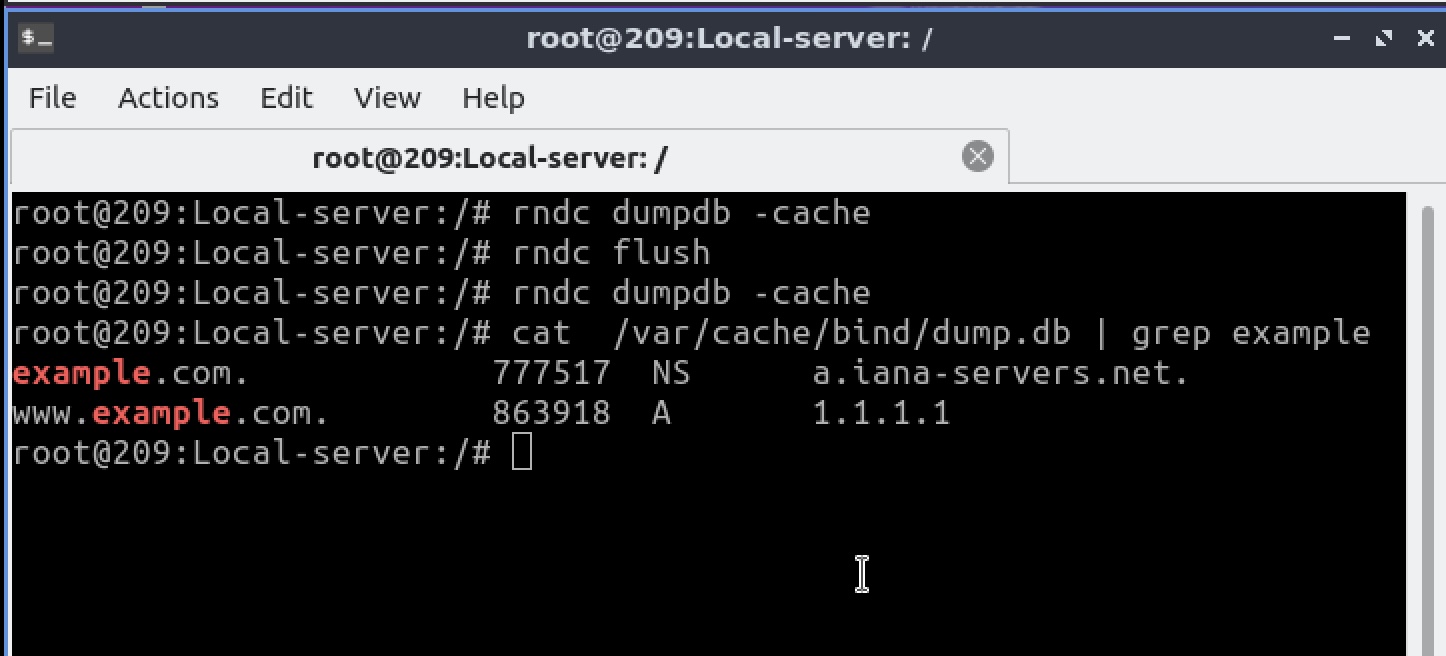 $_ root@209:Local-server: /
File Actions Edit View Help
root@209:Local-server: /
root@209:Local-server:/# rndc dumpdb -cache
root@209:Local-server:/# rndc flush
root@209:Local-server:/# rndc dumpdb -cache
root@209:Local-server:/# cat  /var/cache/bind/dump.db | grep example
example.com.            777517  NS      a.iana-servers.net.
www.example.com.        863918  A       1.1.1.1
root@209:Local-server:/#